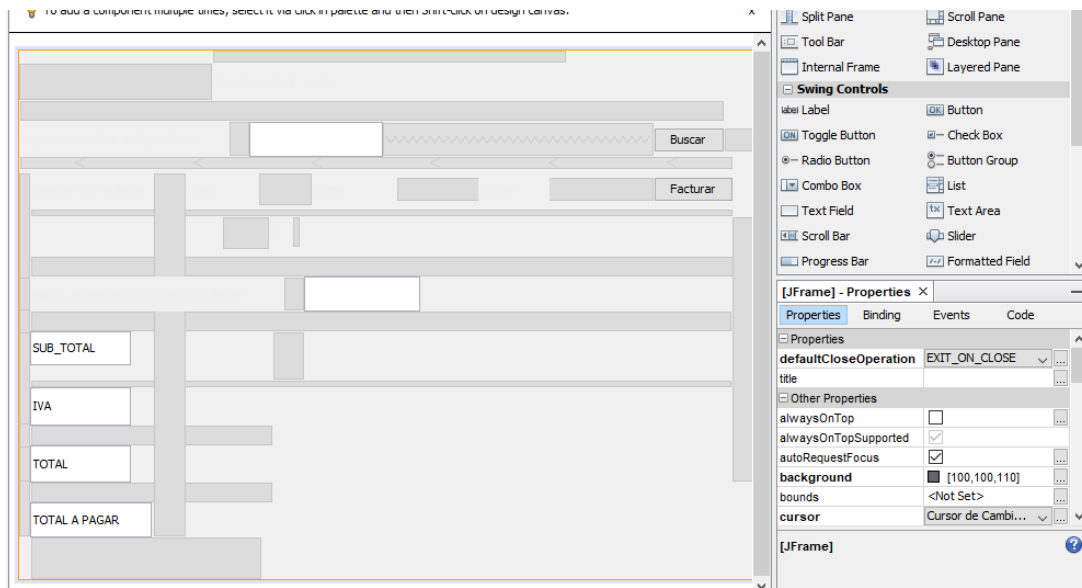 To add a component multiple times, select it via click in palette and then Shift-click on design canvas.
x
Buscar
Facturar
SUB_TOTAL
IVA
TOTAL
TOTAL A PAGAR
Split Pane
Scroll Pane
Tool Bar
Desktop Pane
Internal Frame
Layered Pane
Swing Controls
label Label
OK Button
ON Toggle Button
Check Box
Radio Button
Button Group
Combo Box
List
Text Field
tx Text Area
Scroll Bar
Slider
Progress Bar
Formatted Field
[JFrame] - Properties ×
Properties Binding Events Code
Properties
defaultCloseOperation EXIT_ON_CLOSE ...
title ...
Other Properties
alwaysOnTop ...
alwaysOnTopSupported
autoRequestFocus ...
background [100,100,110] ...
bounds <Not Set> ...
cursor Cursor de Cambi... ...
[JFrame]
?